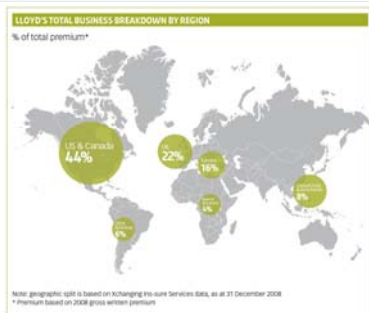 LLOYD'S TOTAL BUSINESS BREAKDOWN BY REGION
% of total premium*
US & Canada
44%
UK
22%
Europe
16%
8%
4%
6%
Note: geographic split is based on Xchanging Ins-sure Services data, as at 31 December 2008
* Premium based on 2008 gross written premium